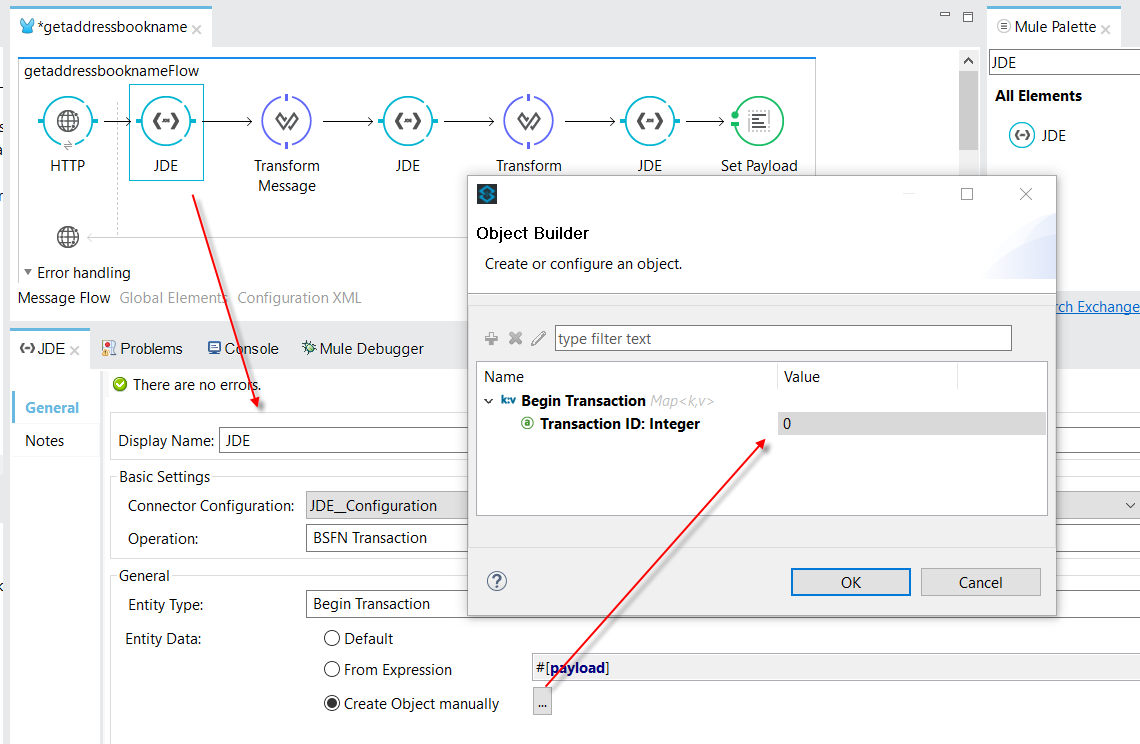 *getaddressbookname
Mule Palette
getaddressbooknameFlow
JDE
All Elements
JDE
HTTP
JDE
Transform
Message
JDE
Transform
JDE
Set Payload
Error handling
Message Flow Global Elements Configuration XML
Object Builder
Create or configure an object.
type filter text
Name Value
k:v Begin Transaction Map<k,v>
@ Transaction ID: Integer 0
? OK Cancel
rch Exchange
JDE Problems Console Mule Debugger
There are no errors.
General
Notes
Display Name: JDE
Basic Settings
Connector Configuration: JDE__Configuration
Operation: BSFN Transaction
General
Entity Type: Begin Transaction
Entity Data: Default
From Expression #[payload]
Create Object manually ...